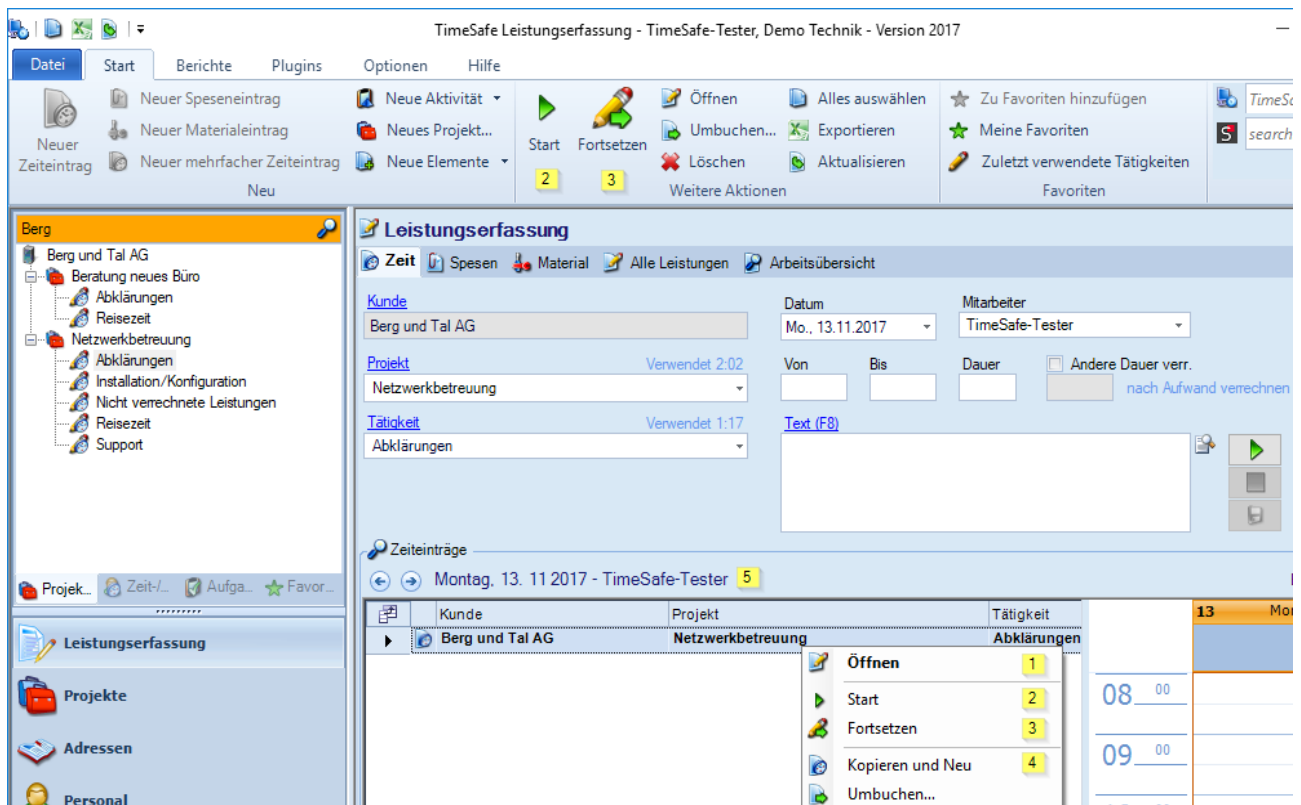 TimeSafe Leistungserfassung - TimeSafe-Tester, Demo Technik - Version 2017
Datei Start Berichte Plugins Optionen Hilfe
Neuer Zeiteintrag
Neuer Speseneintrag
Neuer Materialeintrag
Neuer mehrfacher Zeiteintrag
Neue Aktivität
Neues Projekt...
Neue Elemente
Neu
Start
2
Fortsetzen
3
Öffnen
Umbuchen...
Löschen
Alles auswählen
Exportieren
Aktualisieren
Weitere Aktionen
Zu Favoriten hinzufügen
Meine Favoriten
Zuletzt verwendete Tätigkeiten
Favoriten
search
Berg
Berg und Tal AG
Beratung neues Büro
Abklärungen
Reisezeit
Netzwerkbetreuung
Abklärungen
Installation/Konfiguration
Nicht verrechnete Leistungen
Reisezeit
Support
Projek... Zeit-/... Aufga... Favor...
Leistungserfassung
Projekte
Adressen
Personal
Leistungserfassung
Zeit Spesen Material Alle Leistungen Arbeitsübersicht
Kunde
Berg und Tal AG
Datum
Mo., 13.11.2017
Mitarbeiter
TimeSafe-Tester
Projekt Verwendet 2:02
Netzwerkbetreuung
Von Bis Dauer Andere Dauer verr.
nach Aufwand verrechnen
Tätigkeit Verwendet 1:17
Abklärungen
Text (F8)
Zeiteinträge
Montag, 13. 11 2017 - TimeSafe-Tester 5
Kunde Projekt Tätigkeit
Berg und Tal AG Netzwerkbetreuung Abklärungen
13 Mon
Öffnen 1
Start 2
Fortsetzen 3
Kopieren und Neu 4
Umbuchen...
08 00
09 00